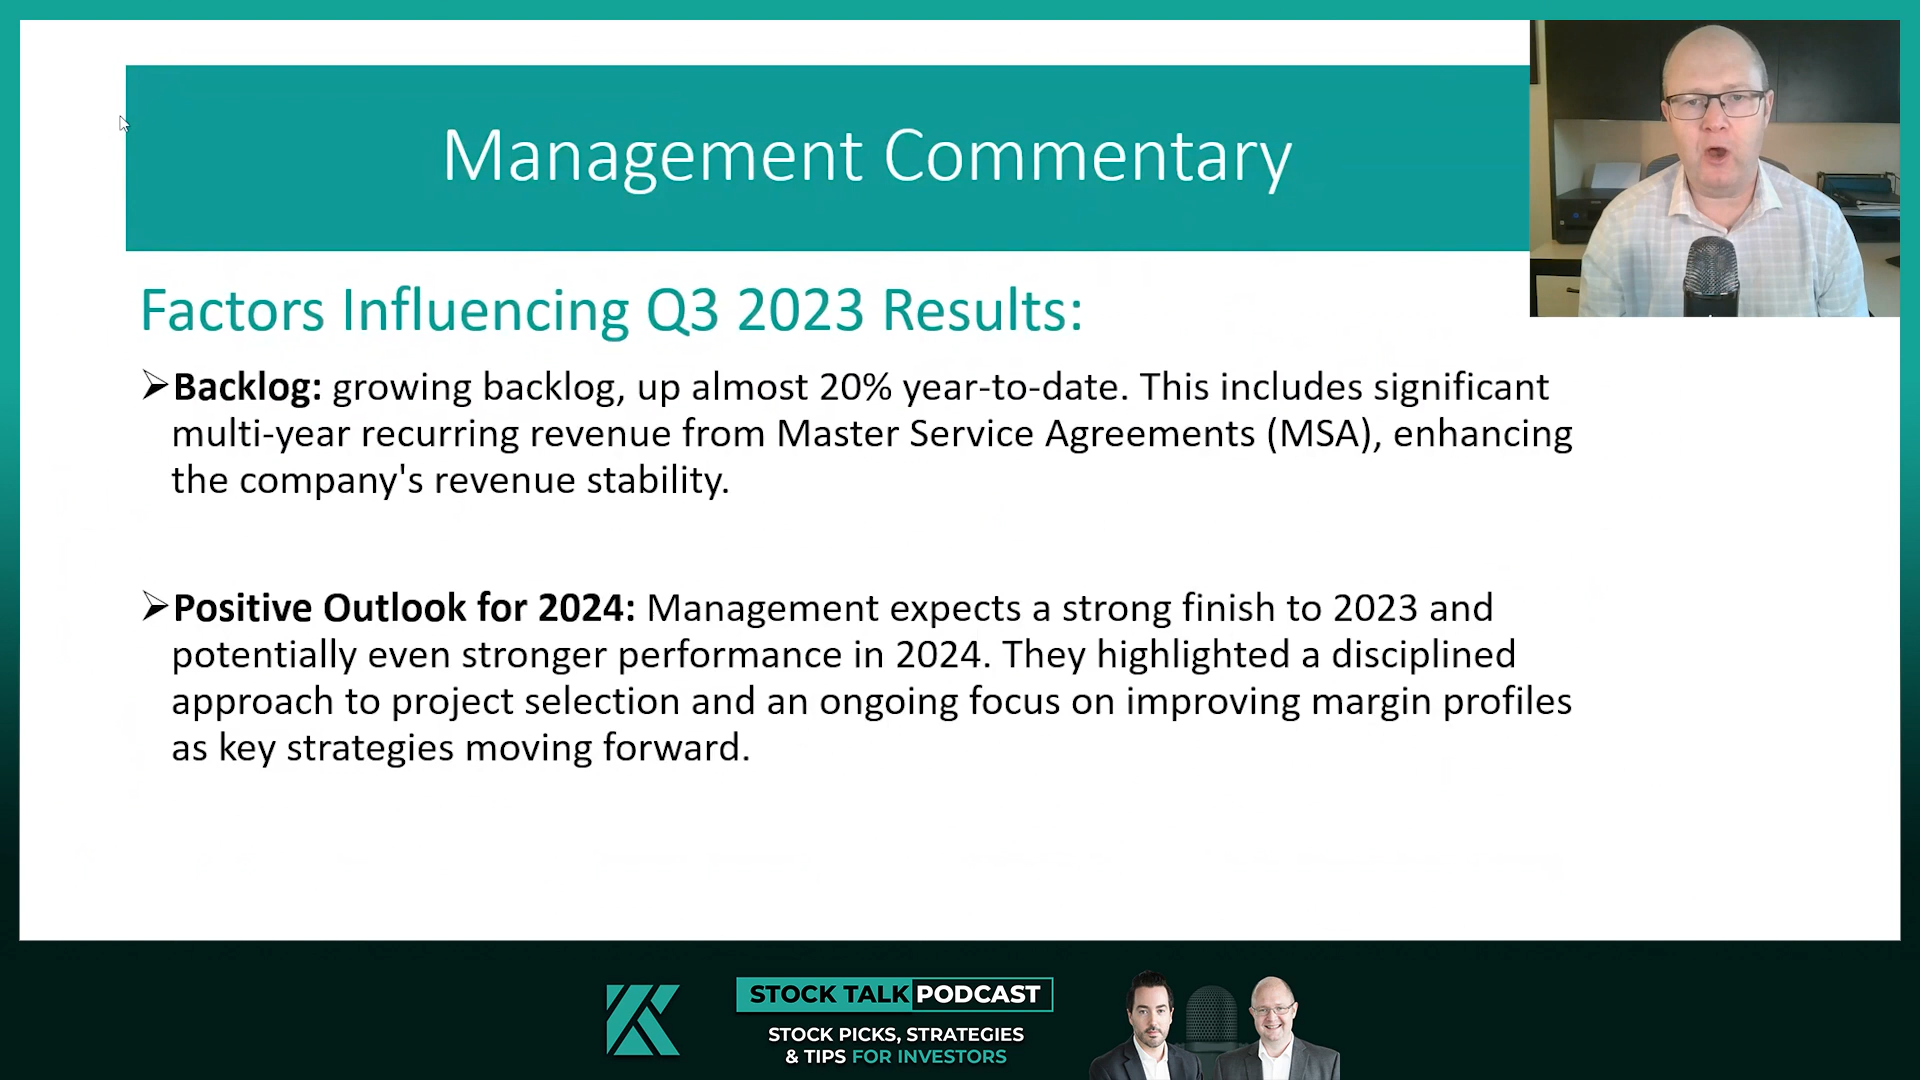 Management Commentary
Factors Influencing Q3 2023 Results:
Backlog: growing backlog, up almost 20% year-to-date. This includes significant
multi-year recurring revenue from Master Service Agreements (MSA), enhancing
the company's revenue stability.
Positive Outlook for 2024: Management expects a strong finish to 2023 and
potentially even stronger performance in 2024. They highlighted a disciplined
approach to project selection and an ongoing focus on improving margin profiles
as key strategies moving forward.
STOCK TALK PODCAST
STOCK PICKS, STRATEGIES
& TIPS FOR INVESTORS